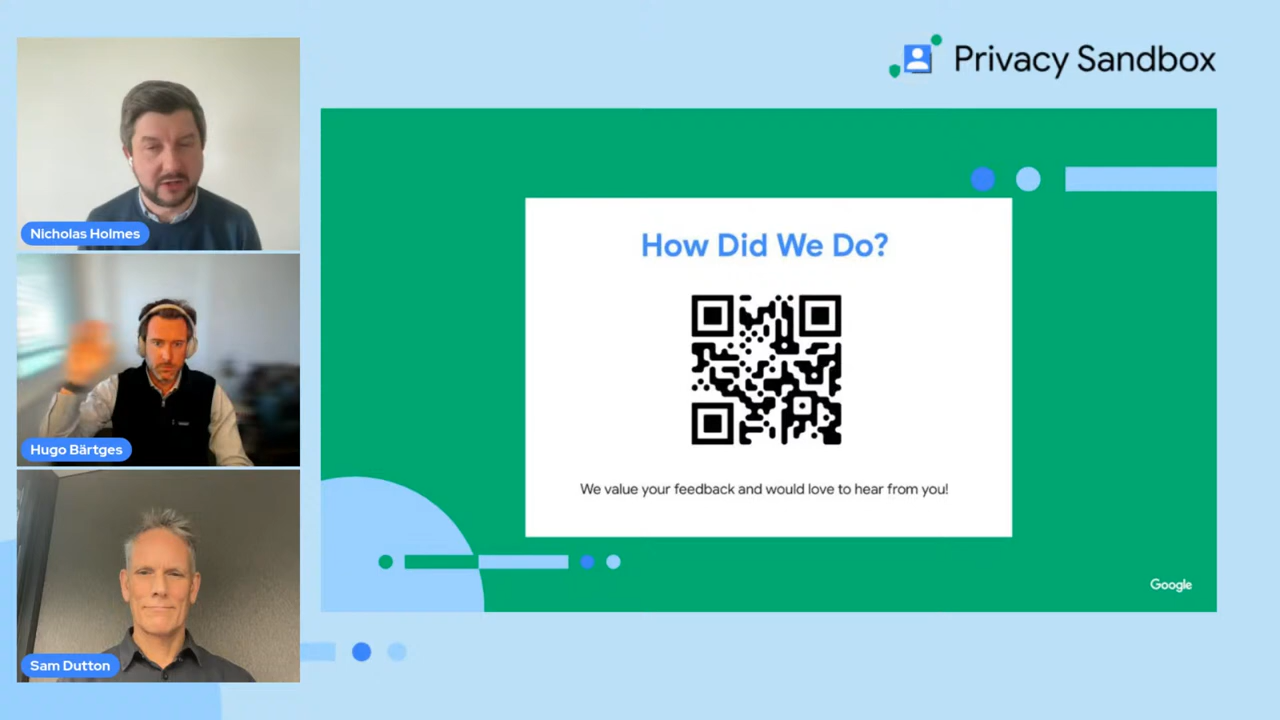 Privacy Sandbox
Nicholas Holmes
How Did We Do?
Hugo Bärtges
We value your feedback and would love to hear from you!
Google
Sam Dutton